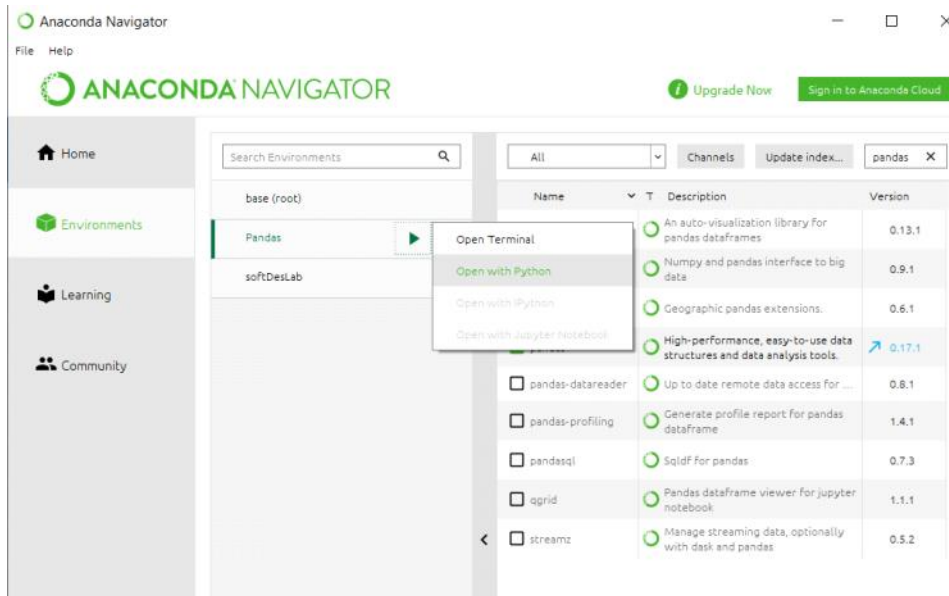 Anaconda Navigator
File Help
ANACONDA NAVIGATOR
Upgrade Now
Sign in to Anaconda Cloud
Home
Environments
Learning
Community
Search Environments
base (root)
Pandas
softDesLab
Open Terminal
Open with Python
Open with IPython
Open with Jupyter Notebook
All
Channels
Update index...
pandas X
Name T Description Version
An auto-visualization library for
pandas dataframes
0.13.1
Numpy and pandas interface to big
data
0.9.1
Geographic pandas extensions.
0.6.1
High-performance, easy-to-use data
structures and data analysis tools.
0.17.1
pandas-datareader
Up to date remote data access for ...
0.8.1
pandas-profiling
Generate profile report for pandas
dataframe
1.4.1
pandasql
Sqldf for pandas
0.7.3
qgrid
Pandas dataframe viewer for jupyter
notebook
1.1.1
streamz
Manage streaming data, optionally
with dask and pandas
0.5.2